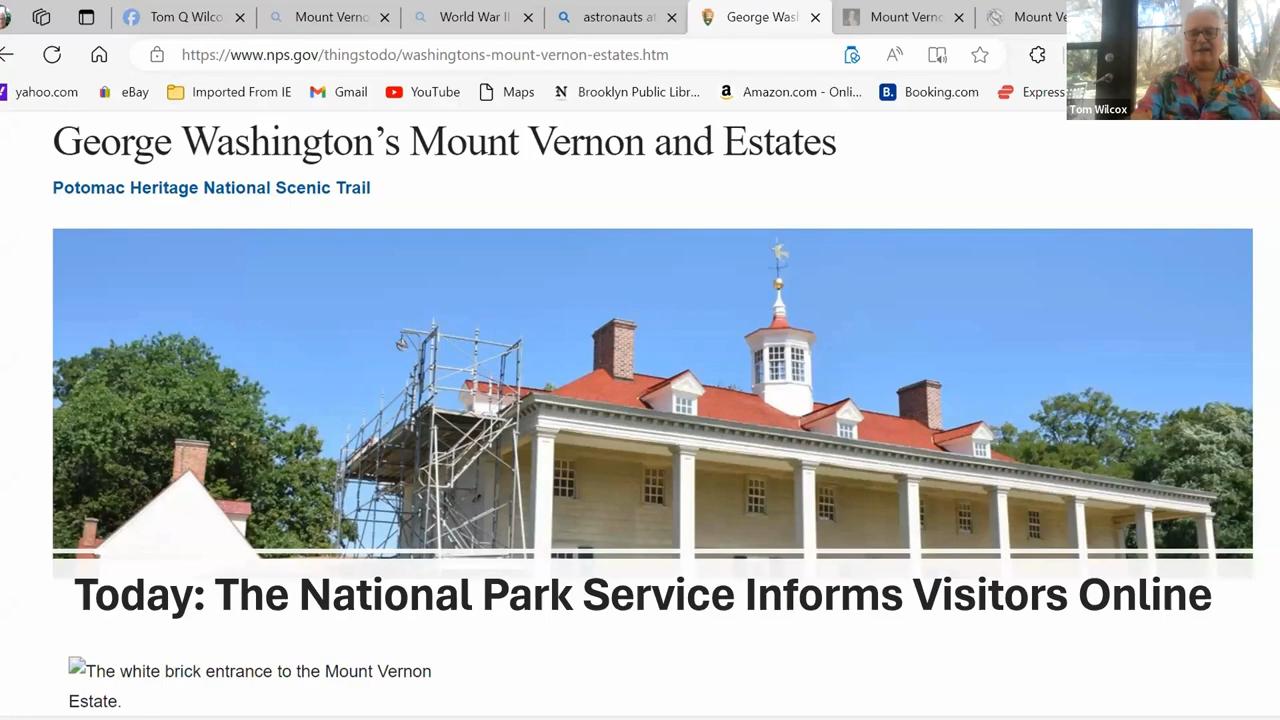 Tom Q Wilco
Mount Verno
World War II
astronauts a
George Was
Mount Verno
Mount Ve
https://www.nps.gov/thingstodo/washingtons-mount-vernon-estates.htm
yahoo.com
eBay
Imported From IE
Gmail
YouTube
Maps
Brooklyn Public Libr...
Amazon.com - Onli...
Booking.com
Express
Tom Wilcox
George Washington’s Mount Vernon and Estates
Potomac Heritage National Scenic Trail
Today: The National Park Service Informs Visitors Online
The white brick entrance to the Mount Vernon
Estate.